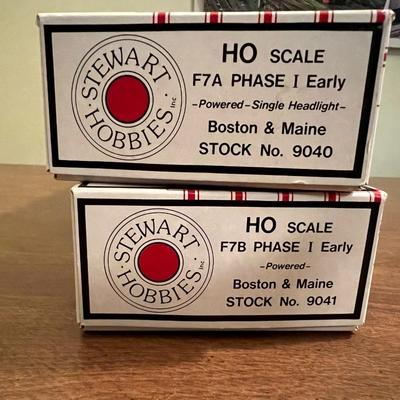 STEWART HOBBIES Inc
HO SCALE
F7A PHASE I Early
-Powered-Single Headlight-
Boston & Maine
STOCK No. 9040
STEWART HOBBIES Inc
HO SCALE
F7B PHASE I Early
-Powered-
Boston & Maine
STOCK No. 9041